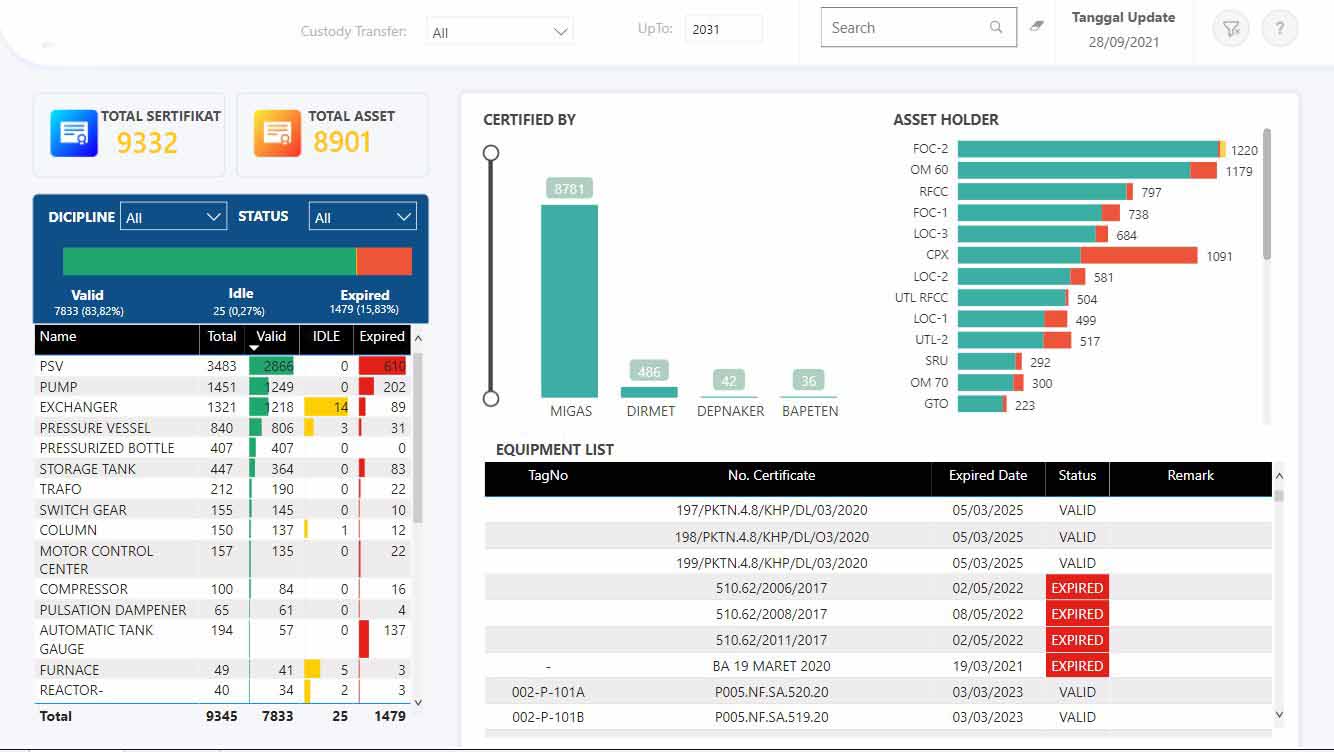 Custody Transfer: All UpTo: 2031 Search Tanggal Update
28/09/2021 ?
TOTAL SERTIFIKAT
9332
TOTAL ASSET
8901
DICIPLINE All STATUS All
Valid Idle Expired
7833 (83,82%) 25 (0,27%) 1479 (15,83%)
Name Total Valid IDLE Expired
PSV 3483 2866 0 610
PUMP 1451 1249 0 202
EXCHANGER 1321 1218 14 89
PRESSURE VESSEL 840 806 3 31
PRESSURIZED BOTTLE 407 407 0 0
STORAGE TANK 447 364 0 83
TRAFO 212 190 0 22
SWITCH GEAR 155 145 0 10
COLUMN 150 137 1 12
MOTOR CONTROL 157 135 0 22
CENTER
COMPRESSOR 100 84 0 16
PULSATION DAMPENER 65 61 0 4
AUTOMATIC TANK 194 57 0 137
GAUGE
FURNACE 49 41 5 3
REACTOR- 40 34 2 3
Total 9345 7833 25 1479
CERTIFIED BY
8781
486
42
36
MIGAS DIRMET DEPNAKER BAPETEN
ASSET HOLDER
FOC-2 1220
OM 60 1179
RFCC 797
FOC-1 738
LOC-3 684
CPX 1091
LOC-2 581
UTL RFCC 504
LOC-1 499
UTL-2 517
SRU 292
OM 70 300
GTO 223
EQUIPMENT LIST
TagNo No. Certificate Expired Date Status Remark
197/PKTN.4.8/KHP/DL/03/2020 05/03/2025 VALID
198/PKTN.4.8/KHP/DL/O3/2020 05/03/2025 VALID
199/PKTN.4.8/KHP/DL/03/2020 05/03/2025 VALID
510.62/2006/2017 02/05/2022 EXPIRED
510.62/2008/2017 08/05/2022 EXPIRED
510.62/2011/2017 02/05/2022 EXPIRED
- BA 19 MARET 2020 19/03/2021 EXPIRED
002-P-101A P005.NF.SA.520.20 03/03/2023 VALID
002-P-101B P005.NF.SA.519.20 03/03/2023 VALID